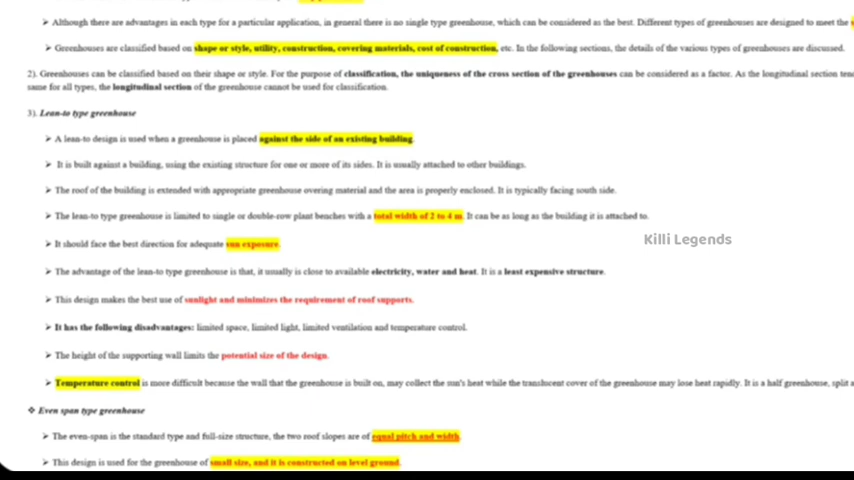 ➢ Although there are advantages in each type for a particular application, in general there is no single type greenhouse, which can be considered as the best. Different types of greenhouses are designed to meet the
➢ Greenhouses are classified based on shape or style, utility, construction, covering materials, cost of construction, etc. In the following sections, the details of the various types of greenhouses are discussed.
2). Greenhouses can be classified based on their shape or style. For the purpose of classification, the uniqueness of the cross section of the greenhouses can be considered as a factor. As the longitudinal section
same for all types, the longitudinal section of the greenhouse cannot be used for classification.
3). Lean-to type greenhouse
➢ A lean-to design is used when a greenhouse is placed against the side of an existing building.
➢ It is built against a building, using the existing structure for one or more of its sides. It is usually attached to other buildings.
➢ The roof of the building is extended with appropriate greenhouse overing material and the area is properly enclosed. It is typically facing south side.
➢ The lean-to type greenhouse is limited to single or double-row plant benches with a total width of 2 to 4 m. It can be as long as the building it is attached to.
Killi Legends
➢ It should face the best direction for adequate sun exposure.
➢ The advantage of the lean-to type greenhouse is that, it usually is close to available electricity, water and heat. It is a least expensive structure.
➢ This design makes the best use of sunlight and minimizes the requirement of roof supports.
➢ It has the following disadvantages: limited space, limited light, limited ventilation and temperature control.
➢ The height of the supporting wall limits the potential size of the design.
➢ Temperature control is more difficult because the wall that the greenhouse is built on, may collect the sun's heat while the translucent cover of the greenhouse may lose heat rapidly. It is a half greenhouse, split
❖ Even span type greenhouse
➢ The even-span is the standard type and full-size structure, the two roof slopes are of equal pitch and width.
➢ This design is used for the greenhouse of small size, and it is constructed on level ground.